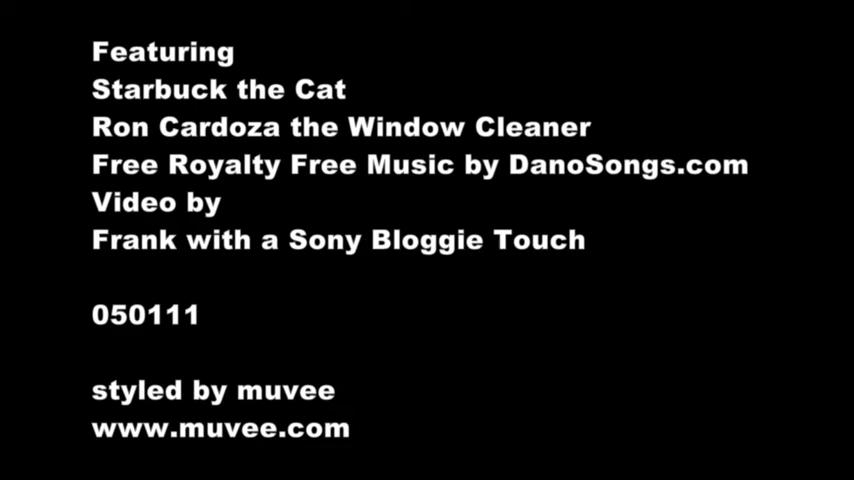 Featuring
Starbuck the Cat
Ron Cardoza the Window Cleaner
Free Royalty Free Music by DanoSongs.com
Video by
Frank with a Sony Bloggie Touch
050111
styled by muvee
www.muvee.com